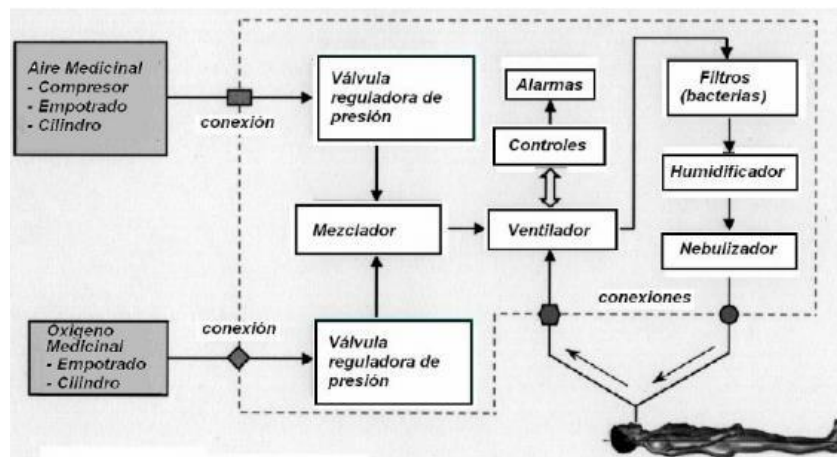 Aire Medicinal
- Compresor
- Empotrado
- Cilindro
conexión
Válvula
reguladora de
presión
Alarmas
Controles
Filtros
(bacterias)
Humidificador
Mezclador
Ventilador
Nebulizador
conexiones
Oxigeno
Medicinal
- Empotrado
- Cilindro
conexión
Válvula
reguladora de
presión